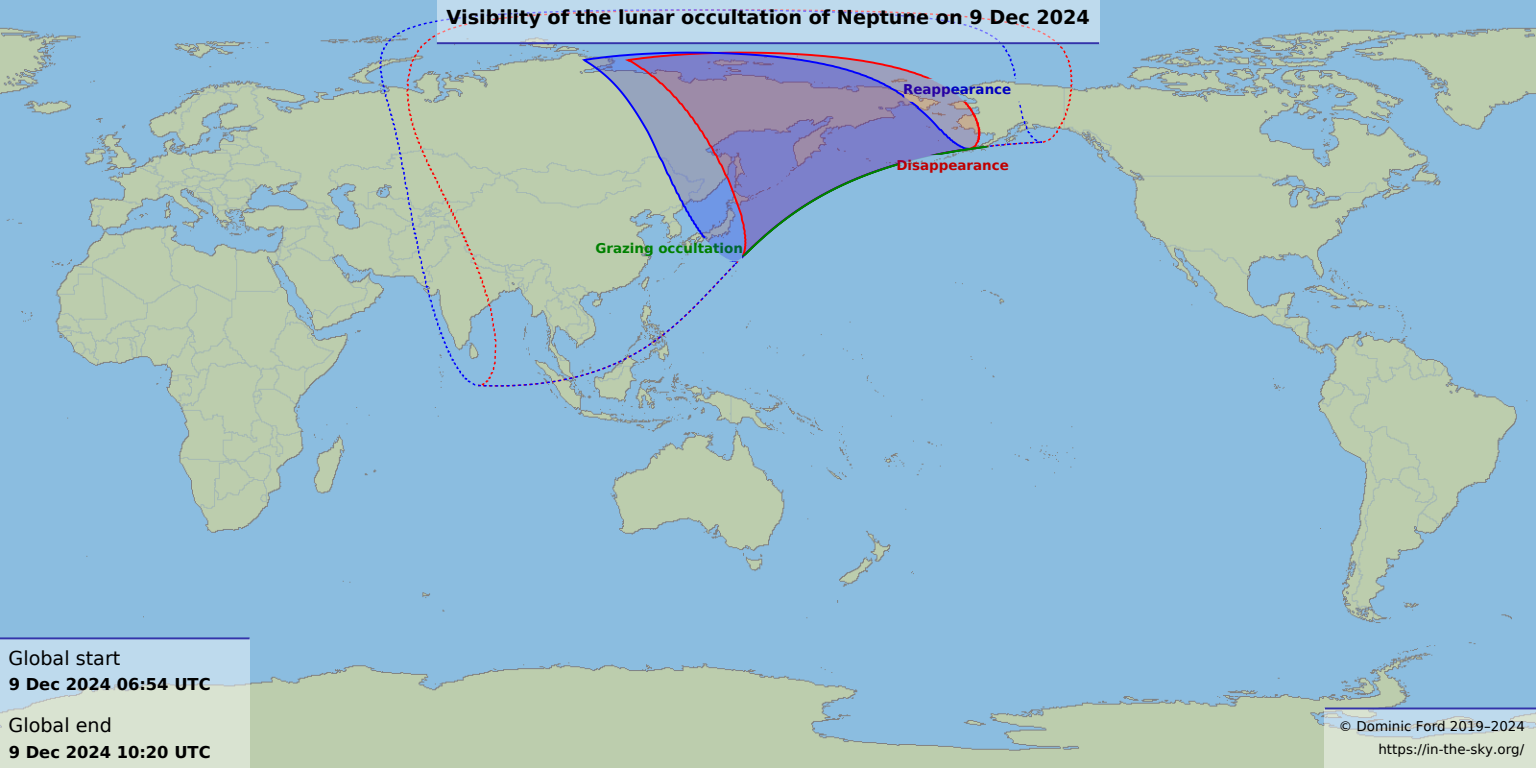 Visibility of the lunar occultation of Neptune on 9 Dec 2024
Reappearance
Disappearance
Grazing occultation
Global start
9 Dec 2024 06:54 UTC
Global end
9 Dec 2024 10:20 UTC
© Dominic Ford 2019–2024
https://in-the-sky.org/